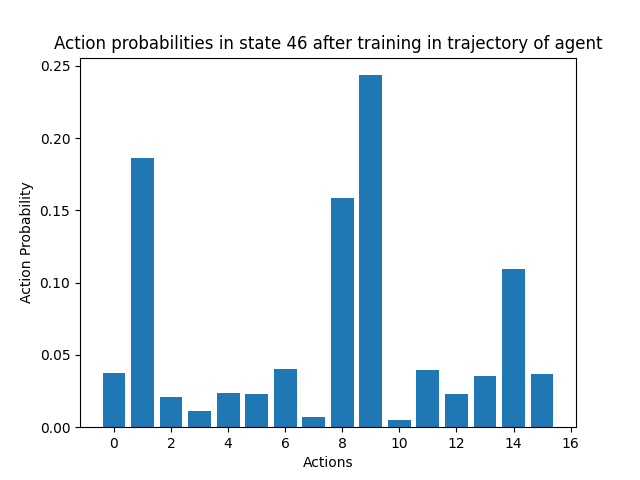 Action probabilities in state 46 after training in trajectory of agent
0.25
0.20
0.15
0.10
0.05
0.00
Action Probability
0 2 4 6 8 10 12 14 16
Actions